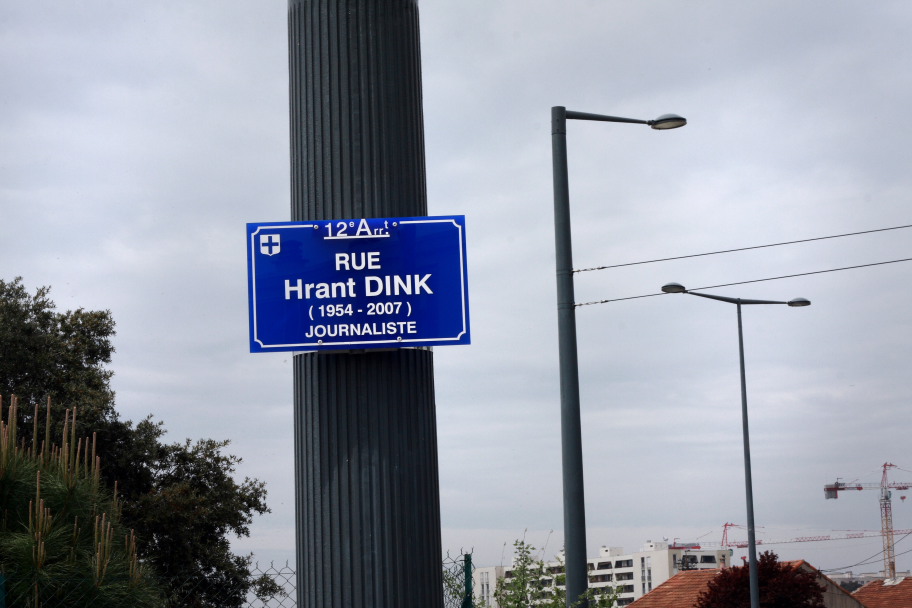 12e Arrt
RUE
Hrant DINK
( 1954 - 2007 )
JOURNALISTE